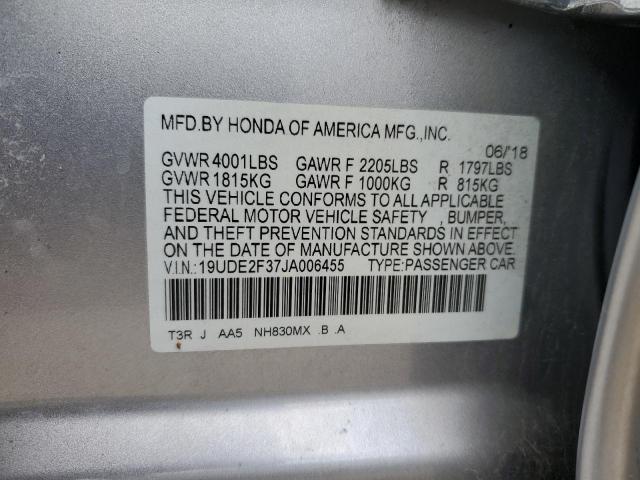 MFD.BY HONDA OF AMERICA MFG.,INC.
06/'18
GVWR 4001LBS GAWR F 2205LBS R 1797LBS
GVWR 1815KG GAWR F 1000KG R 815KG
THIS VEHICLE CONFORMS TO ALL APPLICABLE
FEDERAL MOTOR VEHICLE SAFETY , BUMPER,
AND THEFT PREVENTION STANDARDS IN EFFECT
ON THE DATE OF MANUFACTURE SHOWN ABOVE.
V.I.N.: 19UDE2F37JA006455 TYPE:PASSENGER CAR
T3R J AA5 NH830MX .B .A